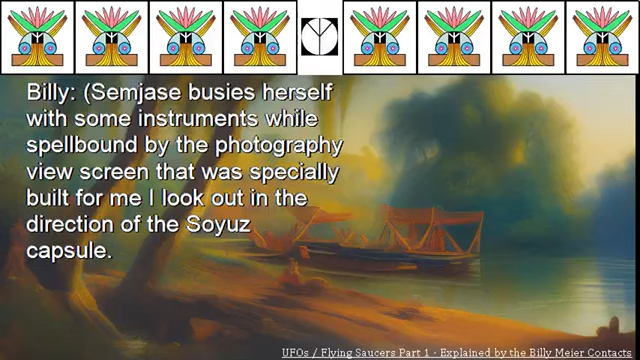 Billy: (Semjase busies herself
with some instruments while
spellbound by the photography
view screen that was specially
built for me I look out in the
direction of the Soyuz
capsule.
UFOs / Flying Saucers Part 1 - Explained by the Billy Meier Contacts